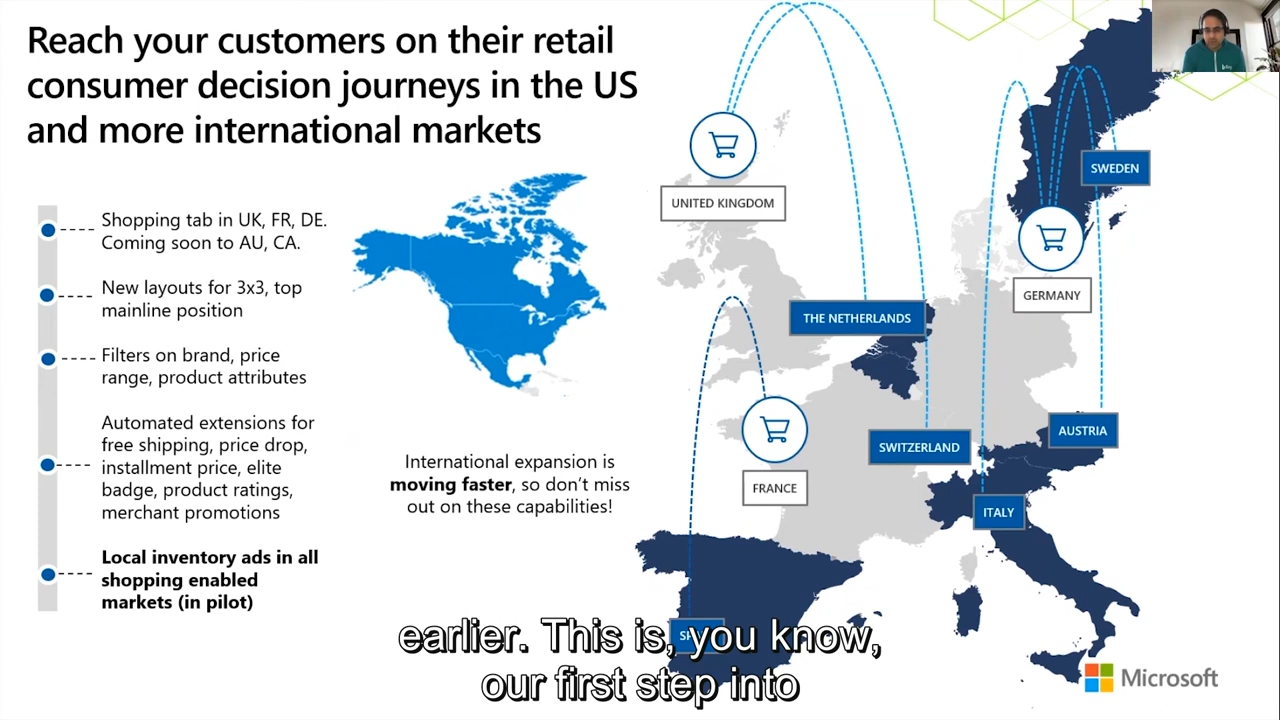 Reach your customers on their retail
consumer decision journeys in the US
and more international markets
Shopping tab in UK, FR, DE.
Coming soon to AU, CA.
New layouts for 3x3, top
mainline position
Filters on brand, price
range, product attributes
Automated extensions for
free shipping, price drop,
installment price, elite
badge, product ratings,
merchant promotions
Local inventory ads in all
shopping enabled
markets (in pilot)
International expansion is
moving faster, so don't miss
out on these capabilities!
UNITED KINGDOM
SWEDEN
GERMANY
THE NETHERLANDS
AUSTRIA
SWITZERLAND
FRANCE
ITALY
earlier. This is, you know,
our first step into
Microsoft